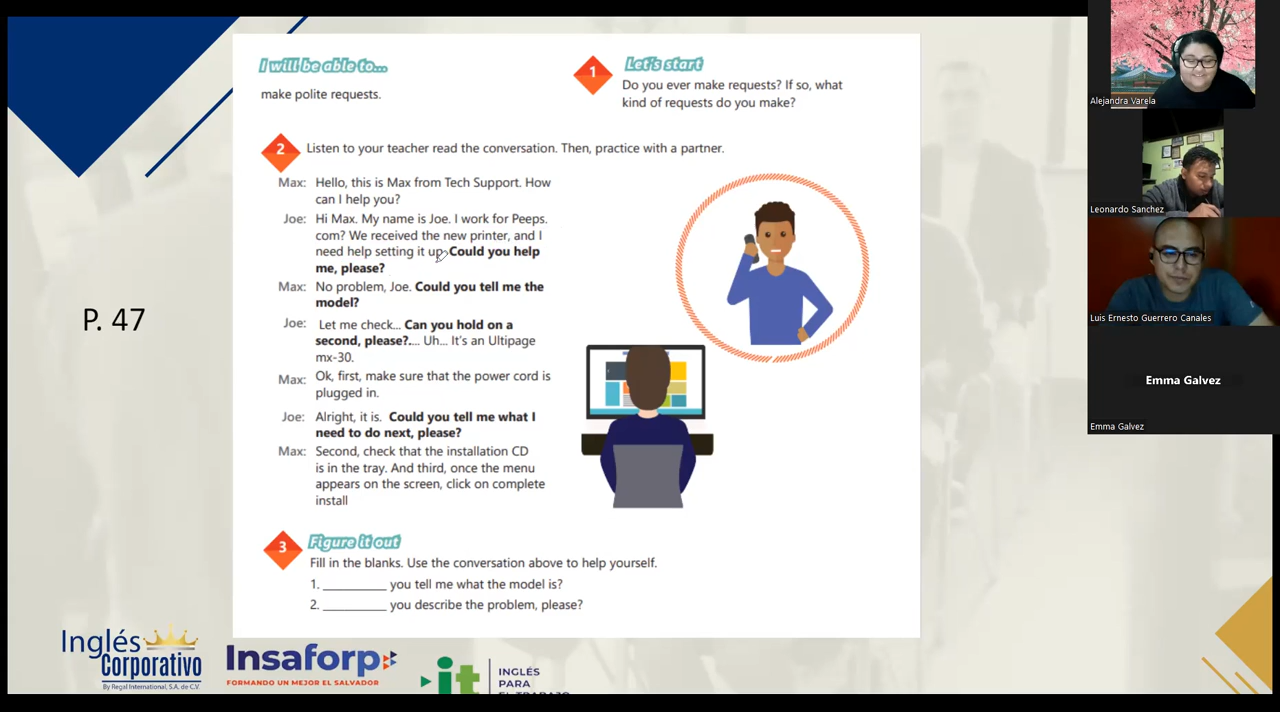 I will be able to...
make polite requests.
1
Let's start
Do you ever make requests? If so, what
kind of requests do you make?
2
Listen to your teacher read the conversation. Then, practice with a partner.
Max: Hello, this is Max from Tech Support. How
can I help you?
Joe: Hi Max. My name is Joe. I work for Peeps.
com? We received the new printer, and I
need help setting it up. Could you help
me, please?
Max: No problem, Joe. Could you tell me the
model?
Joe: Let me check... Can you hold on a
second, please?.... Uh... It's an Ultipage
mx-30.
Max: Ok, first, make sure that the power cord is
plugged in.
Joe: Alright, it is. Could you tell me what I
need to do next, please?
Max: Second, check that the installation CD
is in the tray. And third, once the menu
appears on the screen, click on complete
install
3
Figure it out
Fill in the blanks. Use the conversation above to help yourself.
1. __________ you tell me what the model is?
2. __________ you describe the problem, please?
P. 47
Inglés
Corporativo
By Regal International, S.A. de C.V.
Insaforp
FORMANDO UN MEJOR EL SALVADOR
it
INGLÉS
PARA
EL TRABAJO
Alejandra Varela
Leonardo Sanchez
Luis Ernesto Guerrero Canales
Emma Galvez
Emma Galvez